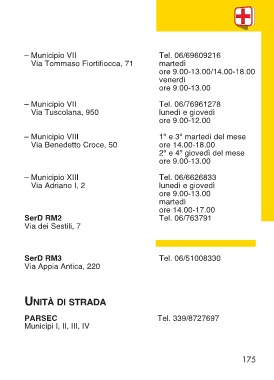 – Municipio VII Tel. 06/69609216
Via Tommaso Fiortifiocca, 71 martedì
ore 9.00-13.00/14.00-18.00
venerdì
ore 9.00-13.00
– Municipio VII Tel. 06/76961278
Via Tuscolana, 950 lunedì e giovedì
ore 9.00-12.00
– Municipio VIII 1° e 3° martedì del mese
Via Benedetto Croce, 50 ore 14.00-18.00
2° e 4° giovedì del mese
ore 9.00-13.00
– Municipio XIII Tel. 06/6626833
Via Adriano I, 2 lunedì e giovedì
ore 9.00-13.00
martedì
ore 14.00-17.00
SerD RM2 Tel. 06/763791
Via dei Sestili, 7
SerD RM3 Tel. 06/51008330
Via Appia Antica, 220
UNITÀ DI STRADA
PARSEC Tel. 339/8727697
Municipi I, II, III, IV
175